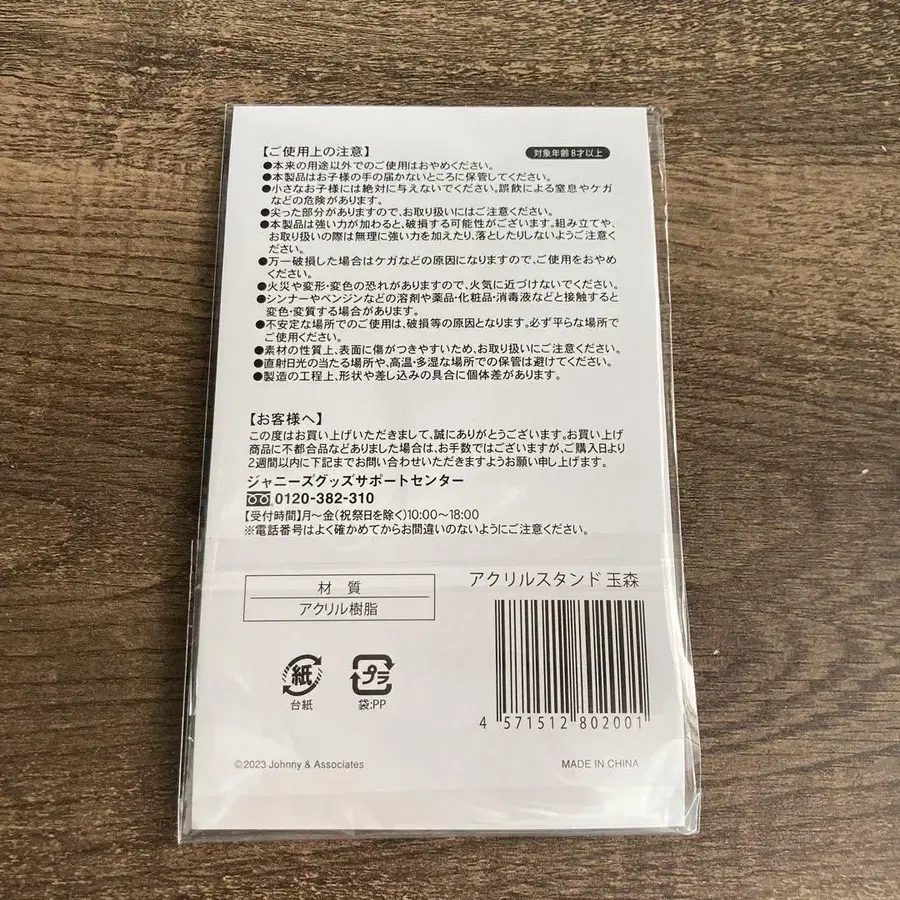 【ご使用上の注意】
対象年齢8才以上
●本来の用途以外でのご使用はおやめください。
●本製品はお子様の手の届かないところに保管してください。
●小さなお子様には絶対に与えないでください。誤飲による窒息やケガ
などの危険があります。
●尖った部分がありますので、お取り扱いにはご注意ください。
●本製品は強い力が加わると、破損する可能性がございます。組み立てや、
お取り扱いの際は無理に強い力を加えたり、落としたりしないようご注意く
ださい。
●万一破損した場合はケガなどの原因になりますので、ご使用をおやめ
ください。
●火災や変形・変色の恐れがありますので、火気に近づけないでください。
●シンナーやベンジンなどの溶剤や薬品・化粧品・消毒液などと接触すると
変色・変質する場合があります。
●不安定な場所でのご使用は、破損等の原因となります。必ず平らな場所で
ご使用ください。
●素材の性質上、表面に傷がつきやすいため、お取り扱いにご注意ください。
●直射日光の当たる場所や、高温・多湿な場所での保管は避けてください。
●製造の工程上、形状や差し込みの具合に個体差があります。
【お客様へ】
この度はお買い上げいただきまして、誠にありがとうございます。お買い上げ
商品に不都合品などありました場合は、お手数ではございますが、ご購入日より
2週間以内に下記までお問い合わせいただきますようお願い申し上げます。
ジャニーズグッズサポートセンター
0120-382-310
【受付時間】月〜金(祝祭日を除く)10:00〜18:00
※電話番号はよく確かめてからお間違いのないようにご注意ください。
材 質
アクリル樹脂
アクリルスタンド 玉森
紙
台紙
プラ
袋:PP
4 571512 802001
©2023 Johnny & Associates
MADE IN CHINA